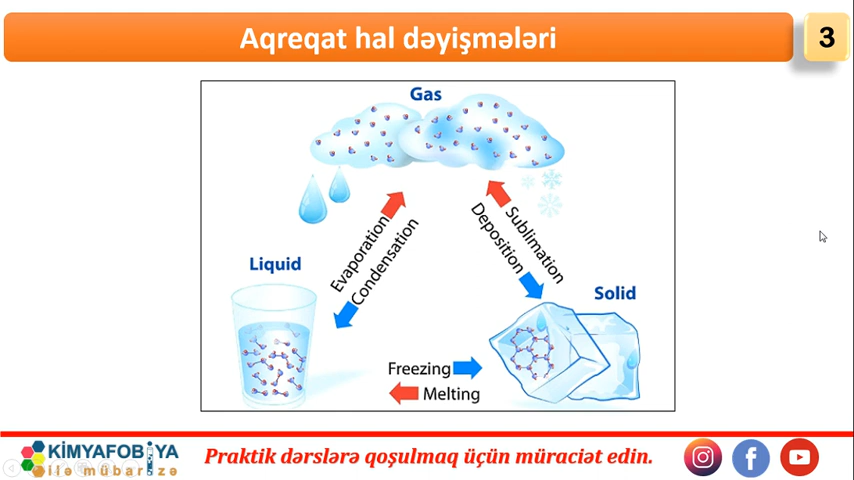 Aqreqat hal dəyişmələri
3
Gas
Evaporation
Condensation
Deposition
Sublimation
Liquid
Solid
Freezing
Melting
KİMYAFOBİYA
ilə mübarizə
Praktik dərslərə qoşulmaq üçün müraciət edin.